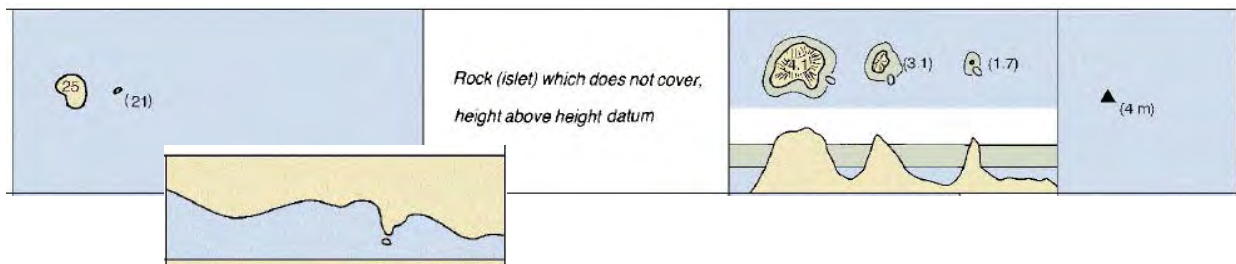 25
(21)
Rock (islet) which does not cover,
height above height datum
4.1
(3.1)
(1.7)
(4 m)